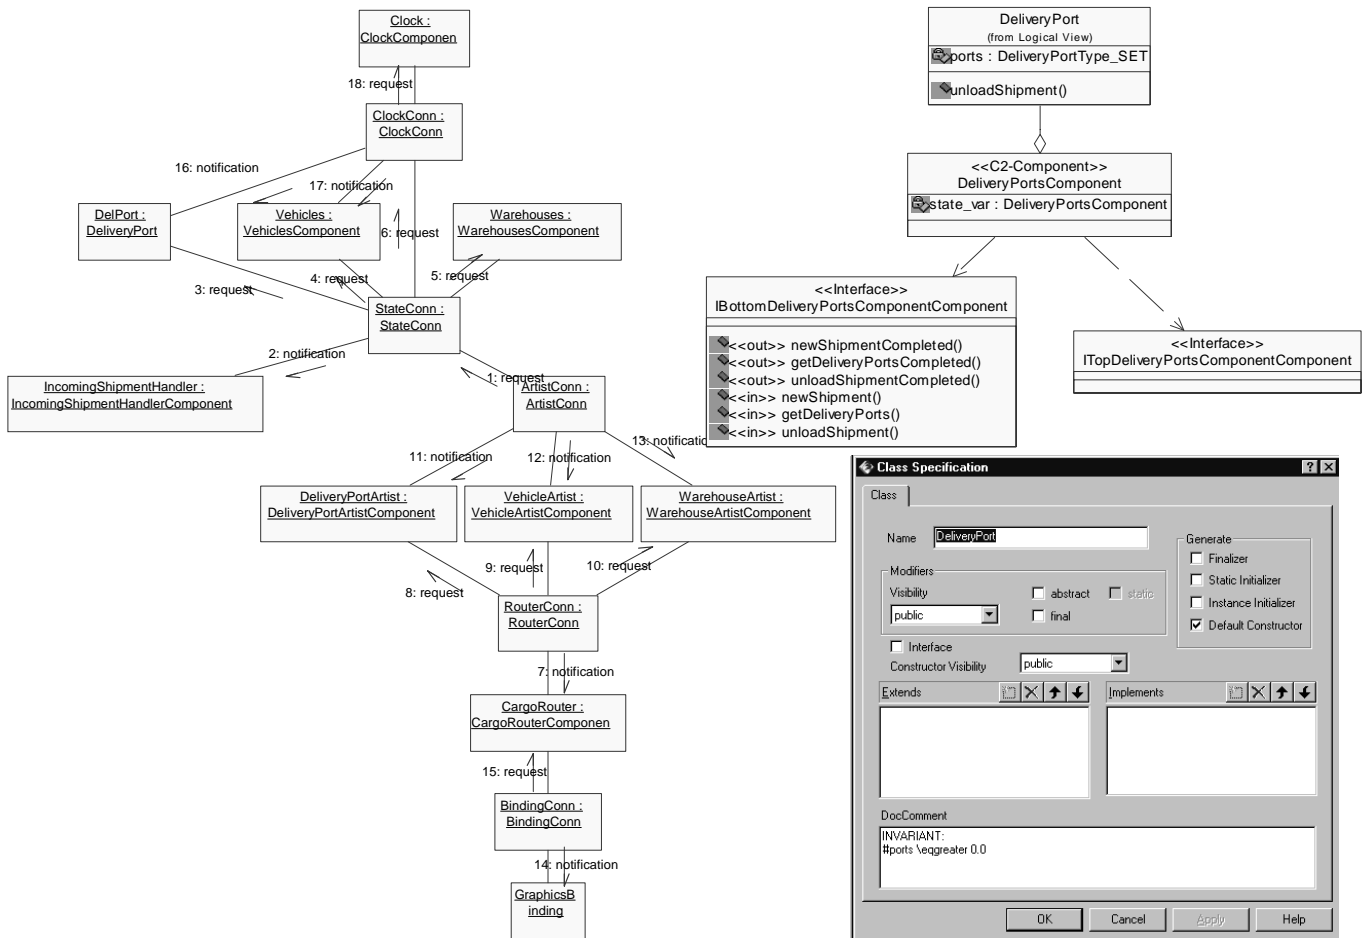 Clock :
ClockComponen
18: request
ClockConn :
ClockConn
16: notification
17: notification
DelPort :
DeliveryPort
Vehicles :
VehiclesComponent
6: request
Warehouses :
WarehousesComponent
3: request
4: request
5: request
StateConn :
StateConn
2: notification
IncomingShipmentHandler :
IncomingShipmentHandlerComponent
1: request
ArtistConn :
ArtistConn
11: notification
12: notification
13: notificatic
DeliveryPortArtist :
DeliveryPortArtistComponent
VehicleArtist :
VehicleArtistComponent
WarehouseArtist :
WarehouseArtistComponent
8: request
9: request
10: request
RouterConn :
RouterConn
7: notification
CargoRouter :
CargoRouterComponen
15: request
BindingConn :
BindingConn
14: notification
GraphicsB
inding
DeliveryPort
(from Logical View)
ports : DeliveryPortType_SET
unloadShipment()
<<C2-Component>>
DeliveryPortsComponent
state_var : DeliveryPortsComponent
<<Interface>>
IBottomDeliveryPortsComponentComponent
<<out>> newShipmentCompleted()
<<out>> getDeliveryPortsCompleted()
<<out>> unloadShipmentCompleted()
<<in>> newShipment()
<<in>> getDeliveryPorts()
<<in>> unloadShipment()
<<Interface>>
ITopDeliveryPortsComponentComponent
Class Specification
Class
Name DeliveryPort
Modifiers
Visibility
public
abstract
static
final
Generate
Finalizer
Static Initializer
Instance Initializer
Default Constructor
Interface
Constructor Visibility public
Extends
Implements
DocComment
INVARIANT:
#ports \eqgreater 0.0
OK Cancel Apply Help